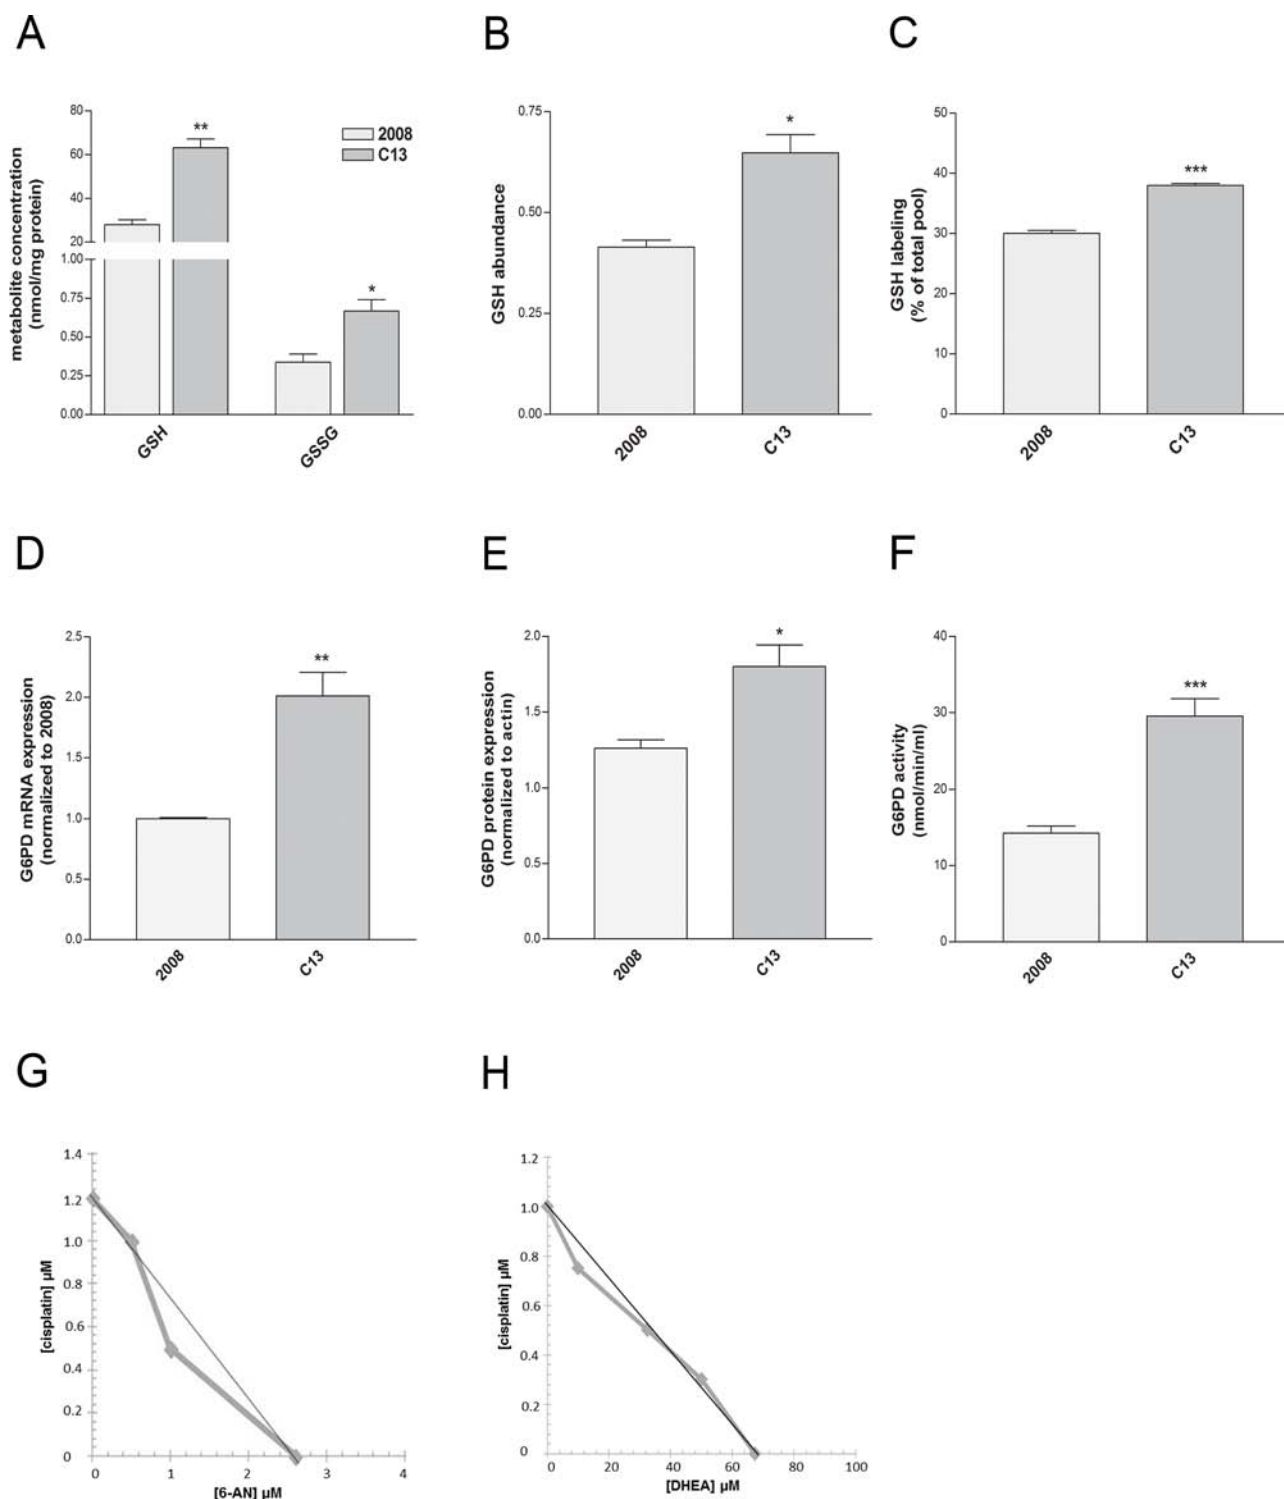 A
B
C
metabolite concentration
(nmol/mg protein)
80
60
40
20
1.00
0.75
0.50
0.25
0.00
**
*
2008
C13
GSH
GSSG
GSH abundance
0.75
0.50
0.25
0.00
*
2008
C13
GSH labeling
(% of total pool)
50
40
30
20
10
0
***
2008
C13
D
E
F
G6PD mRNA expression
(normalized to 2008)
2.5
2.0
1.5
1.0
0.5
0.0
**
2008
C13
G6PD protein expression
(normalized to actin)
2.0
1.5
1.0
0.5
0.0
*
2008
C13
G6PD activity
(nmol/min/ml)
40
30
20
10
0
***
2008
C13
G
H
[cisplatin] µM
1.4
1.2
1.0
0.8
0.6
0.4
0.2
0
0 1 2 3 4
[6-AN] µM
[cisplatin] µM
1.2
1.0
0.8
0.6
0.4
0.2
0
0 20 40 60 80 100
[DHEA] µM